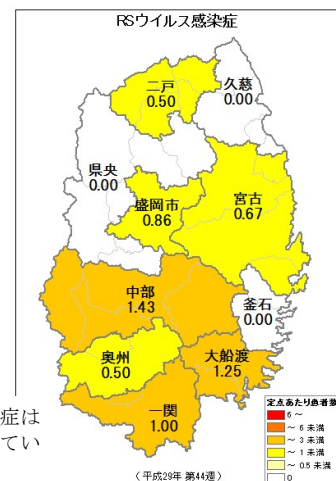 RSウイルス感染症
二戸
0.50
久慈
0.00
県央
0.00
盛岡市
0.86
宮古
0.67
中部
1.43
釜石
0.00
奥州
0.50
大船渡
1.25
一関
1.00
症は
てい
定点あたり患者数
6 ～
～ 6 未満
～ 3 未満
～ 1 未満
～ 0.5 未満
0
（平成29年 第44週）